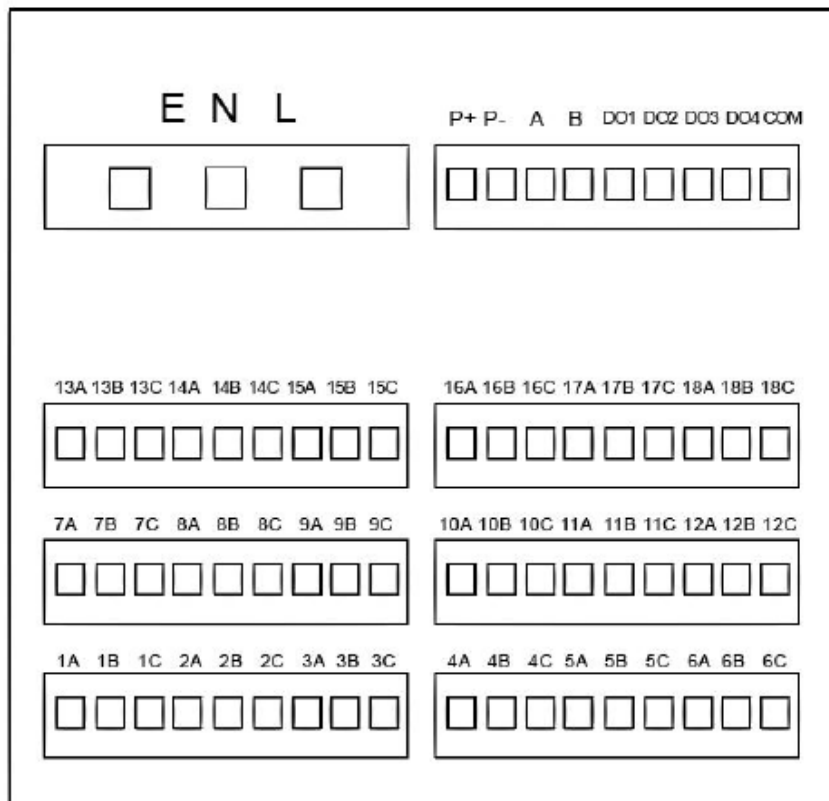 E N L
P+ P- A B DO1 DO2 DO3 DO4 COM
13A 13B 13C 14A 14B 14C 15A 15B 15C
16A 16B 16C 17A 17B 17C 18A 18B 18C
7A 7B 7C 8A 8B 8C 9A 9B 9C
10A 10B 10C 11A 11B 11C 12A 12B 12C
1A 1B 1C 2A 2B 2C 3A 3B 3C
4A 4B 4C 5A 5B 5C 6A 6B 6C